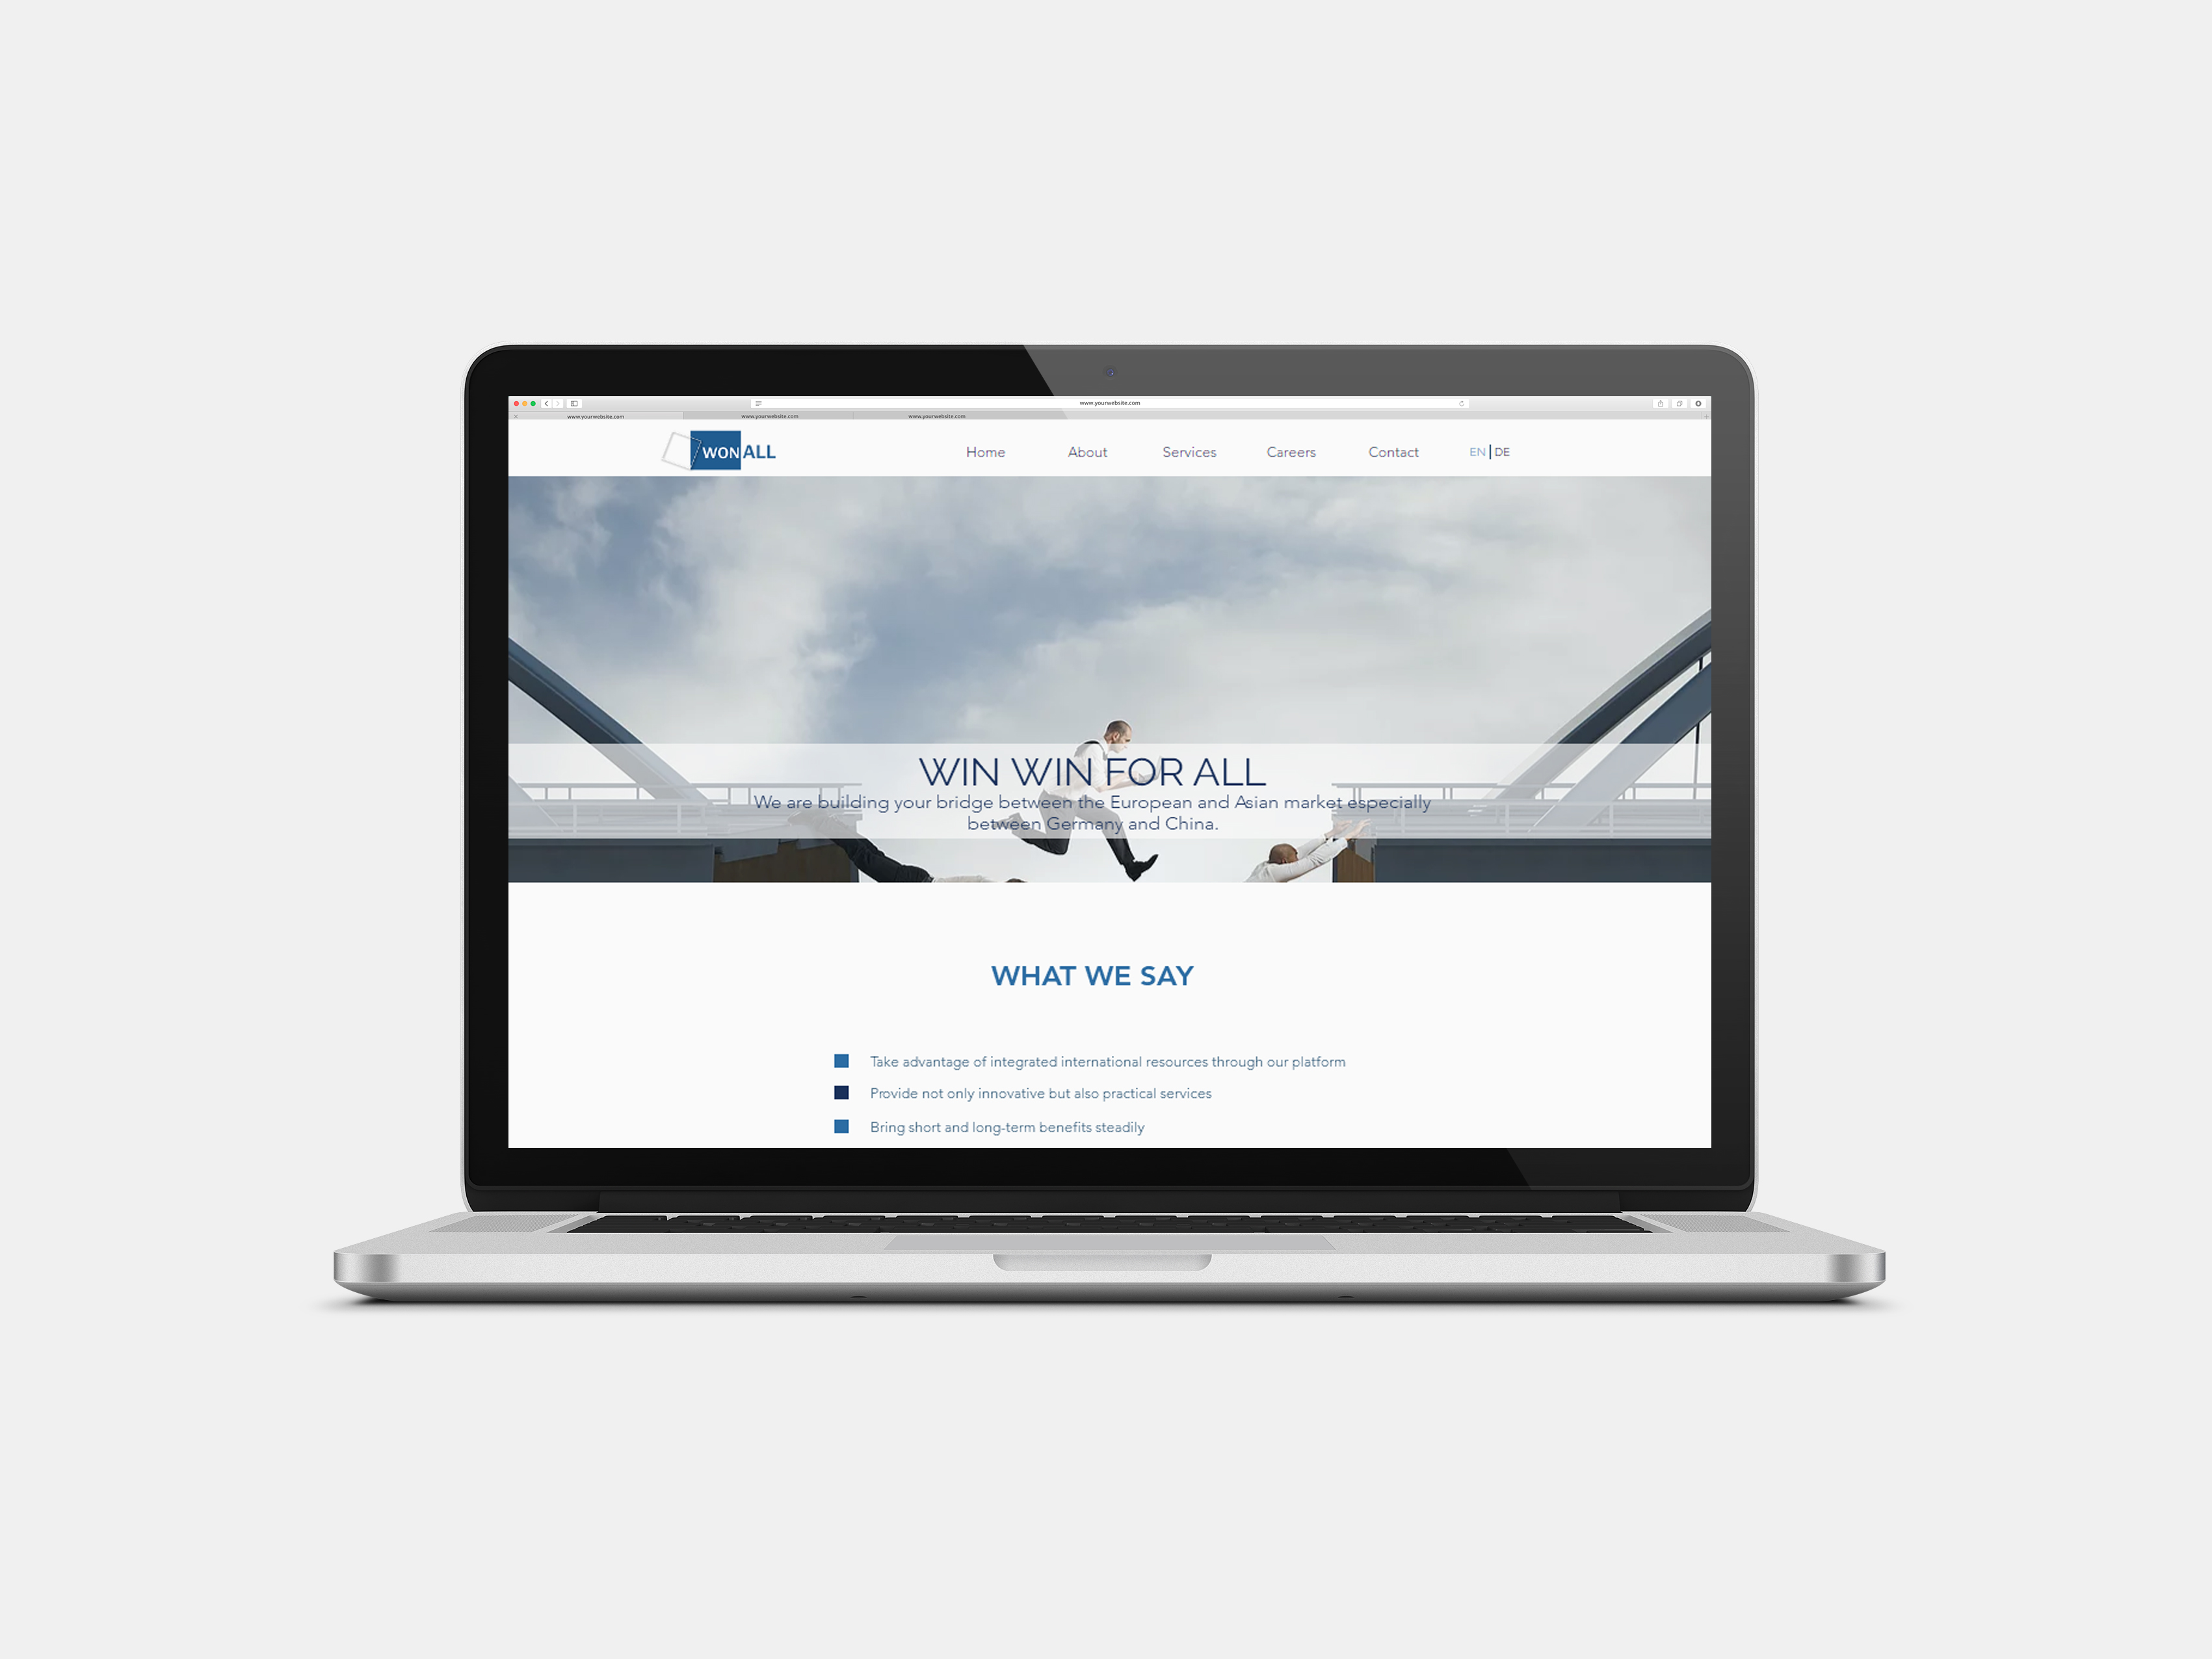 www.yourwebsite.com
www.yourwebsite.com www.yourwebsite.com www.yourwebsite.com
WONALL Home About Services Careers Contact EN|DE
WIN WIN FOR ALL
We are building your bridge between the European and Asian market especially
between Germany and China.
WHAT WE SAY
Take advantage of integrated international resources through our platform
Provide not only innovative but also practical services
Bring short and long-term benefits steadily